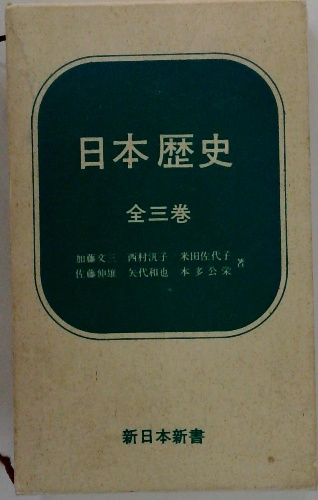 日本歴史
全三巻
加藤文三 西村汎子 米田佐代子
佐藤伸雄 矢代和也 本多公栄 著
新日本新書